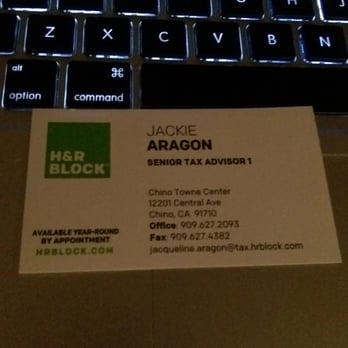 Z X C V B N
alt
option
⌘
command
H&R
BLOCK
JACKIE
ARAGON
SENIOR TAX ADVISOR 1
Chino Towne Center
12201 Central Ave
Chino, CA 91710
Office: 909.627.2093
Fax: 909.627.4382
jacqueline.aragon@tax.hrblock.com
AVAILABLE YEAR-ROUND
BY APPOINTMENT
HRBLOCK.COM